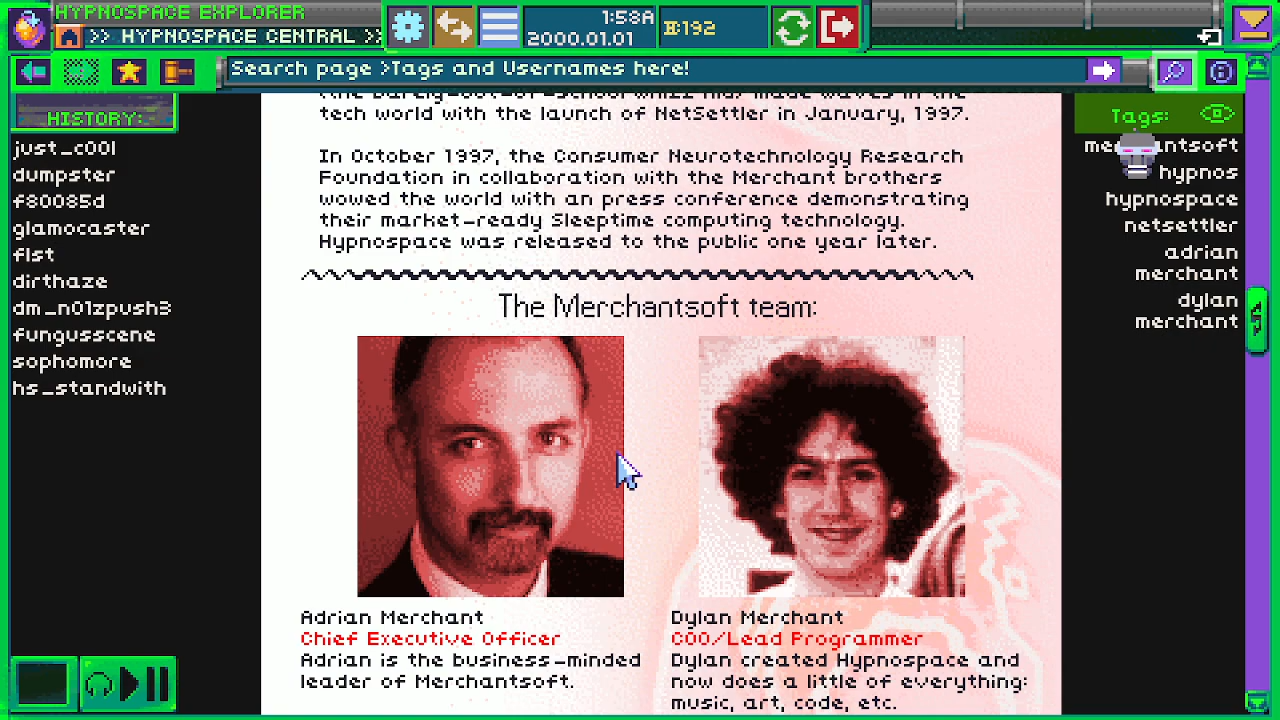 HYPNOSPACE EXPLORER
>> HYPNOSPACE CENTRAL >>
1:58A
2000.01.01
192
Search page >Tags and Usernames here!
HISTORY:
just_c00l
dumpster
f80085d
glamocaster
flst
dirthaze
dm_n01zpush3
fungusscene
sophomore
hs_standwith
tech world with the launch of NetSettler in January, 1997.
In October 1997, the Consumer Neurotechnology Research
Foundation in collaboration with the Merchant brothers
wowed the world with an press conference demonstrating
their market-ready Sleeptime computing technology.
Hypnospace was released to the public one year later.
The Merchantsoft team:
Adrian Merchant
Chief Executive Officer
Adrian is the business-minded
leader of Merchantsoft.
Dylan Merchant
COO/Lead Programmer
Dylan created Hypnospace and
now does a little of everything:
music, art, code, etc.
Tags:
hypnos
hypnospace
netsettler
adrian
merchant
dylan
merchant